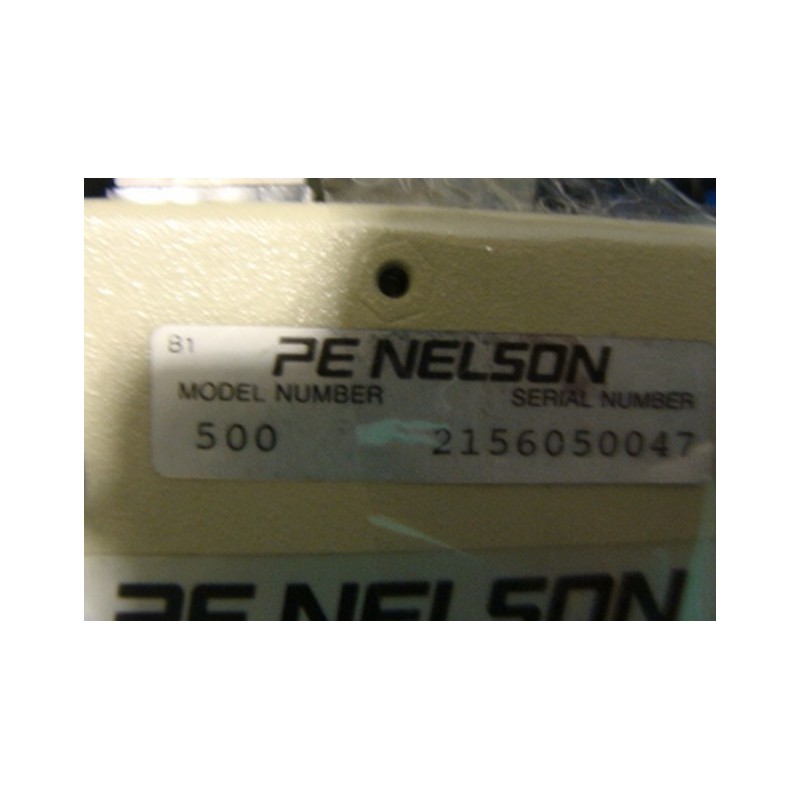 B1
PE NELSON
MODEL NUMBER SERIAL NUMBER
500 2156050047
PE NELSON